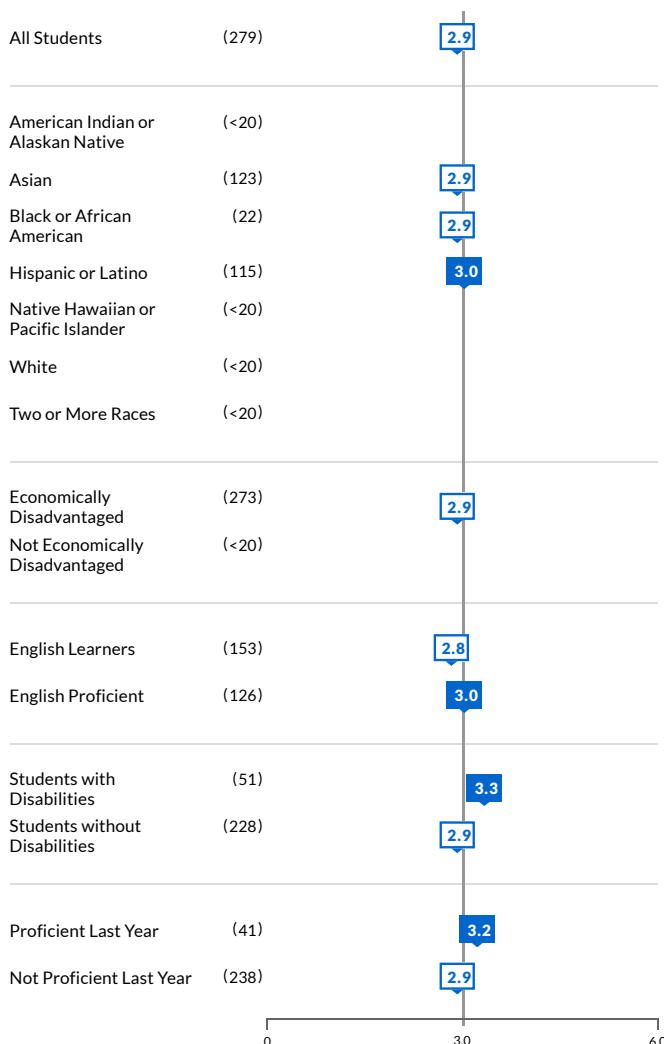 All Students (279) 2.9
American Indian or (<20)
Alaskan Native
Asian (123) 2.9
Black or African (22) 2.9
American
Hispanic or Latino (115) 3.0
Native Hawaiian or (<20)
Pacific Islander
White (<20)
Two or More Races (<20)
Economically (273) 2.9
Disadvantaged
Not Economically (<20)
Disadvantaged
English Learners (153) 2.8
English Proficient (126) 3.0
Students with (51) 3.3
Disabilities
Students without (228) 2.9
Disabilities
Proficient Last Year (41) 3.2
Not Proficient Last Year (238) 2.9
0 3.0 6.0